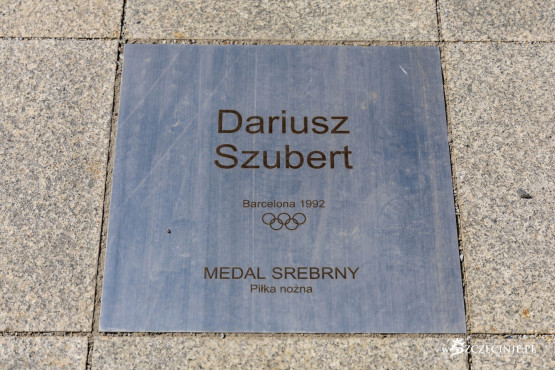 Dariusz
Szubert
Barcelona 1992
MEDAL SREBRNY
Piłka nożna
wSZCZECINIE.PL